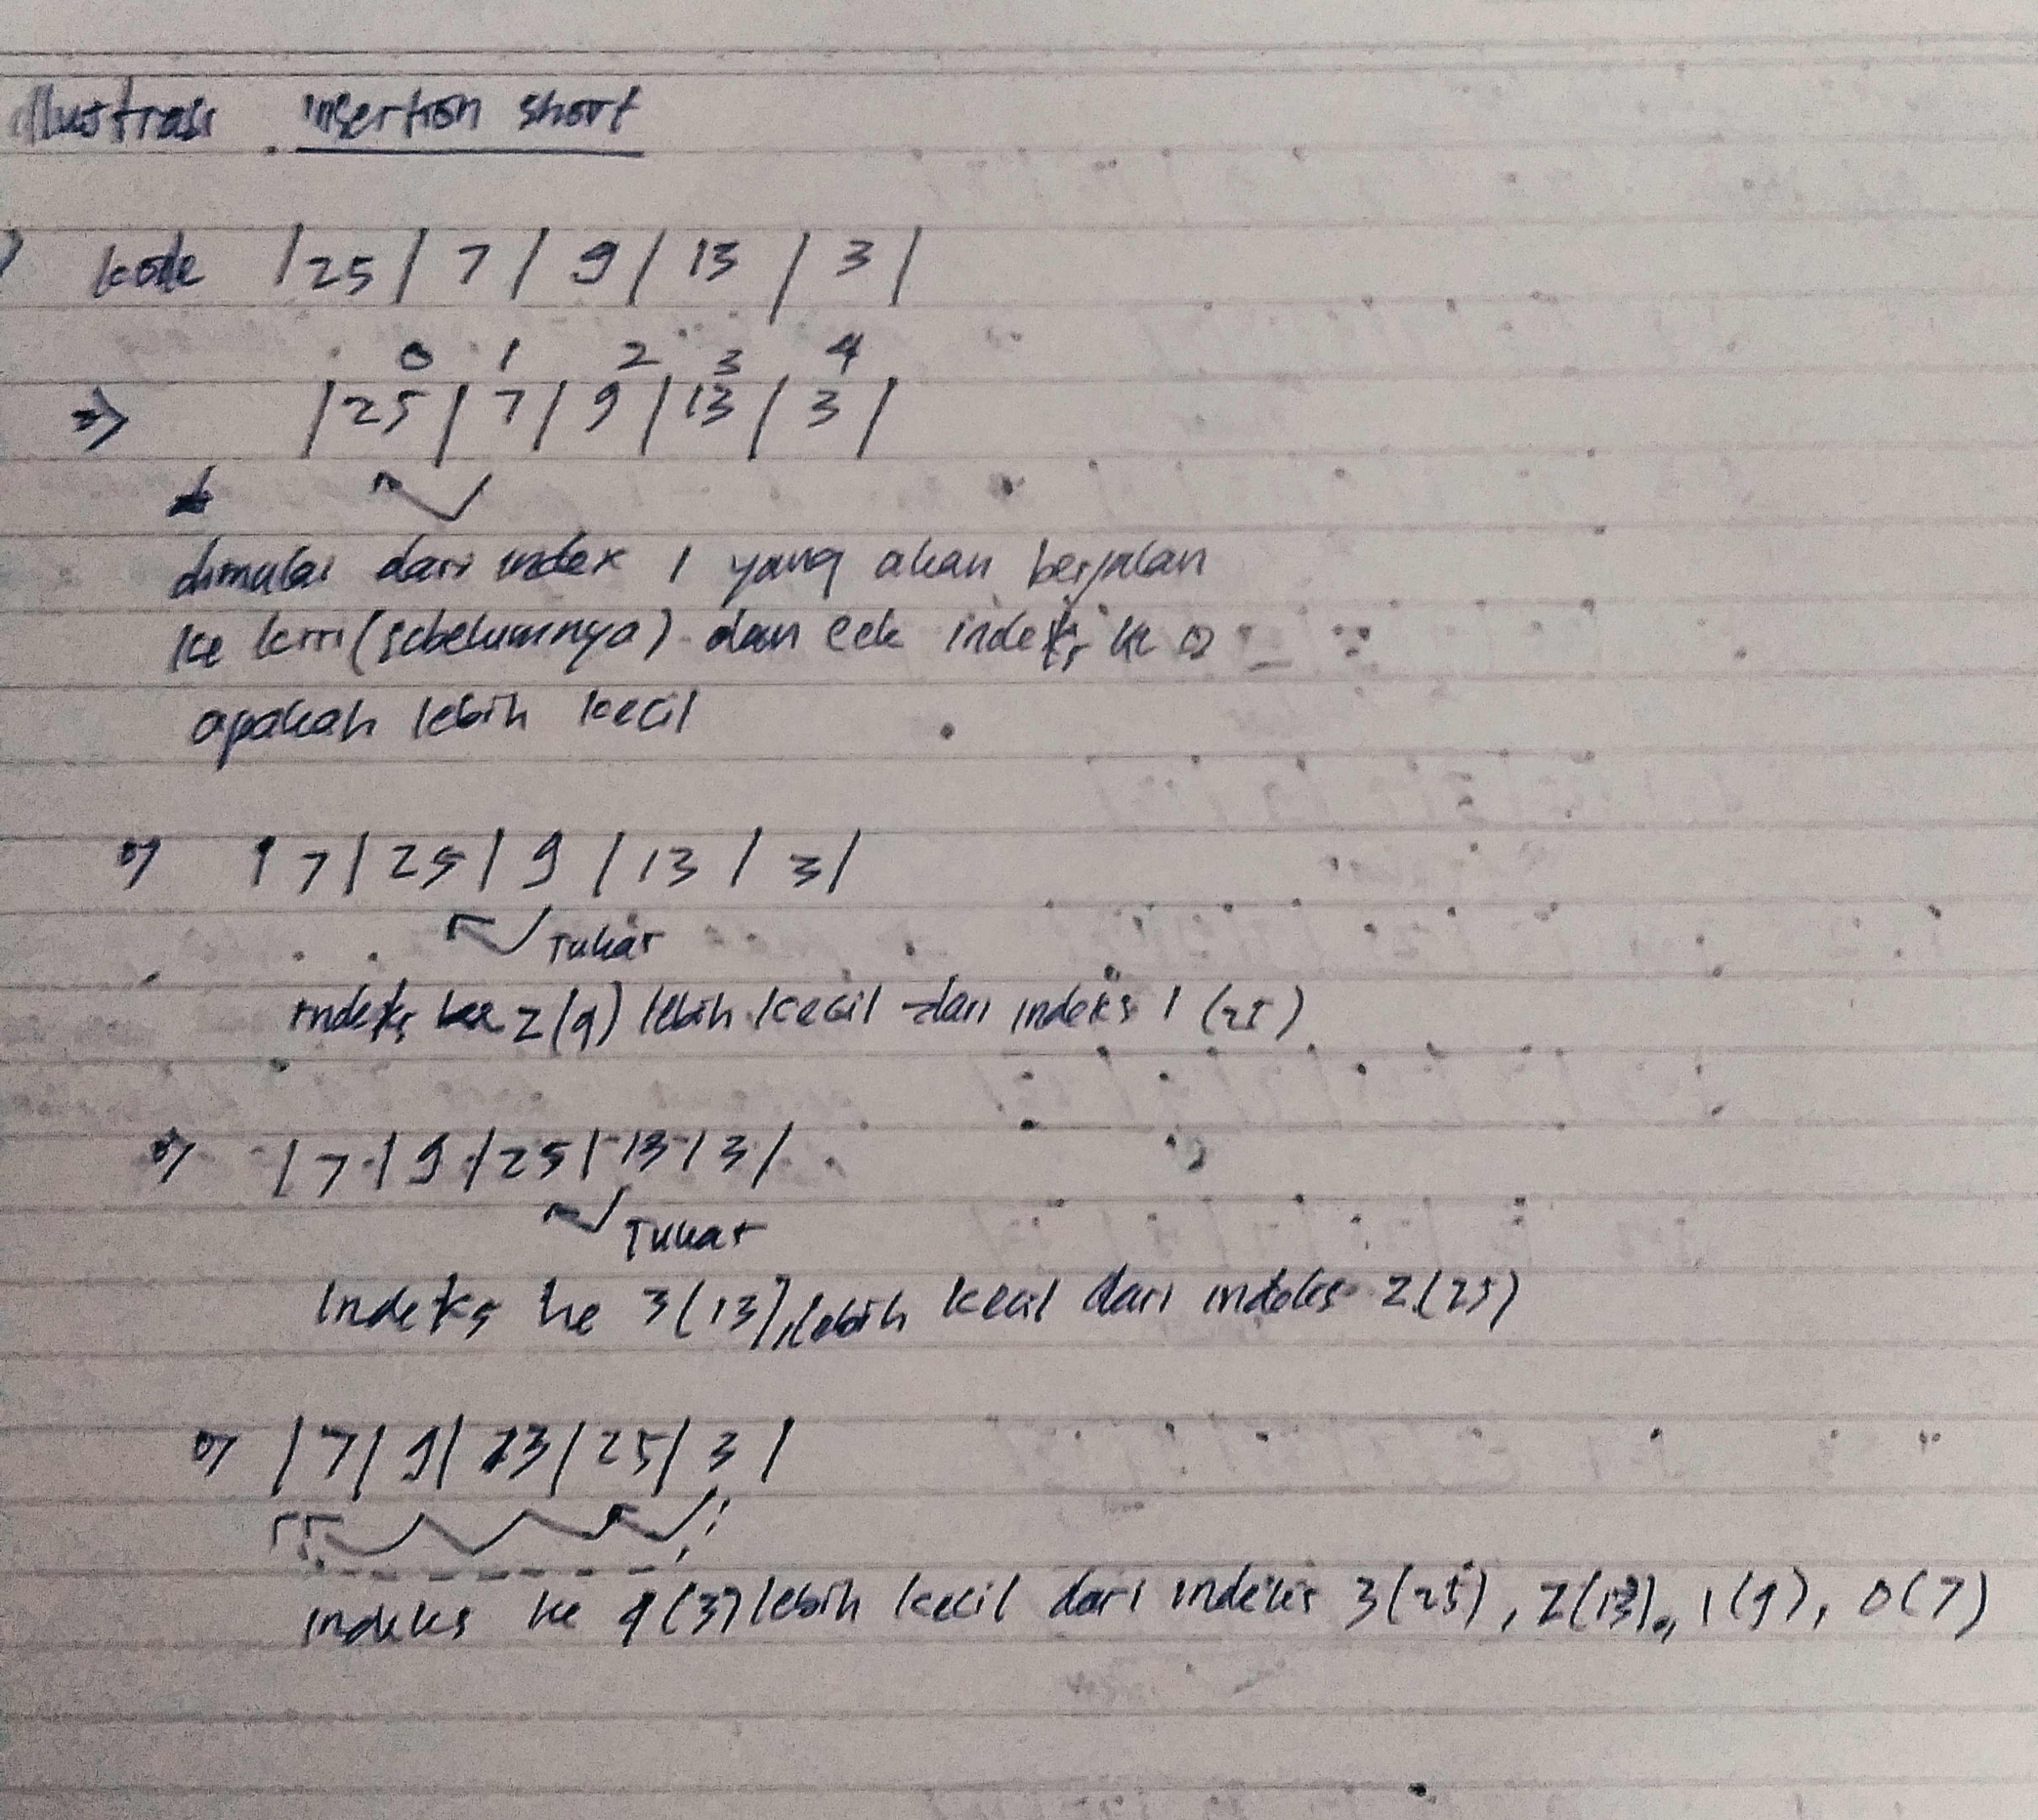 Illustrasi insertion short
kode |25| 7 | 9 | 13 | 3 |
0 1 2 3 4
=> |25| 7 | 9 | 13 | 3 |
dimulai dari index 1 yang akan berjalan
ke kiri (sebelumnya) dan cek indeks ke 0
apakah lebih kecil
=> | 7 | 25 | 9 | 13 | 3 |
Tukar
indeks ke 2 (9) lebih kecil dari indeks 1 (25)
=> | 7 | 9 | 25 | 13 | 3 |
Tukar
Indeks ke 3 (13), lebih kecil dari indeks 2 (25)
=> | 7 | 9 | 13 | 25 | 3 |
indeks ke 4 (3) lebih kecil dari indeks 3 (25), 2 (13), 1 (9), 0 (7)